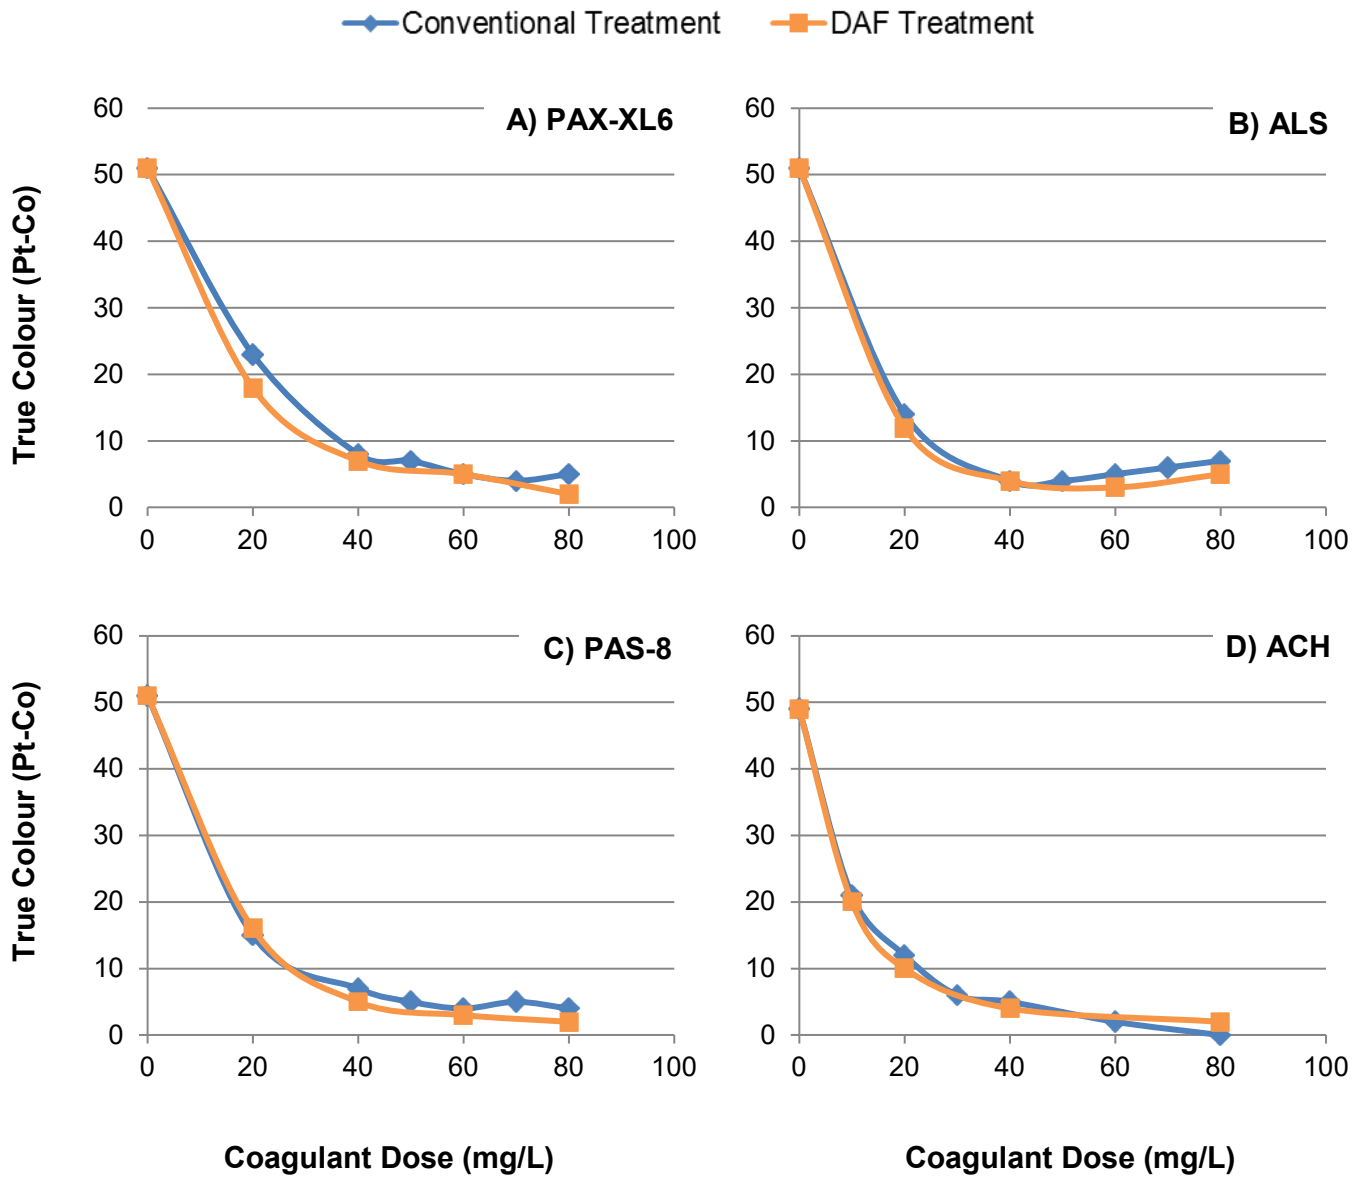 Conventional Treatment DAF Treatment
A) PAX-XL6
True Colour (Pt-Co)
60
50
40
30
20
10
0
0 20 40 60 80 100
B) ALS
60
50
40
30
20
10
0
0 20 40 60 80 100
C) PAS-8
True Colour (Pt-Co)
60
50
40
30
20
10
0
0 20 40 60 80 100
Coagulant Dose (mg/L)
D) ACH
60
50
40
30
20
10
0
0 20 40 60 80 100
Coagulant Dose (mg/L)